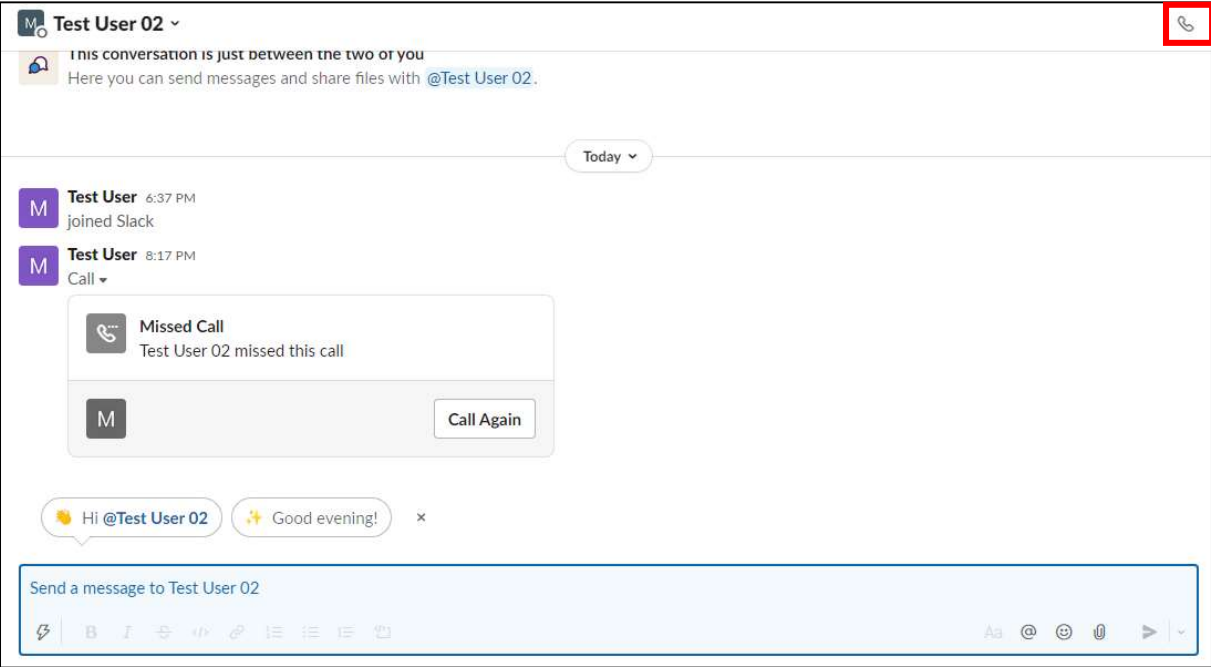 M Test User 02
This conversation is just between the two of you
Here you can send messages and share files with @Test User 02.
Today
M Test User 6:37 PM
joined Slack
M Test User 8:17 PM
Call
Missed Call
Test User 02 missed this call
M Call Again
Hi @Test User 02 Good evening! ×
Send a message to Test User 02
B I S </> Aa @